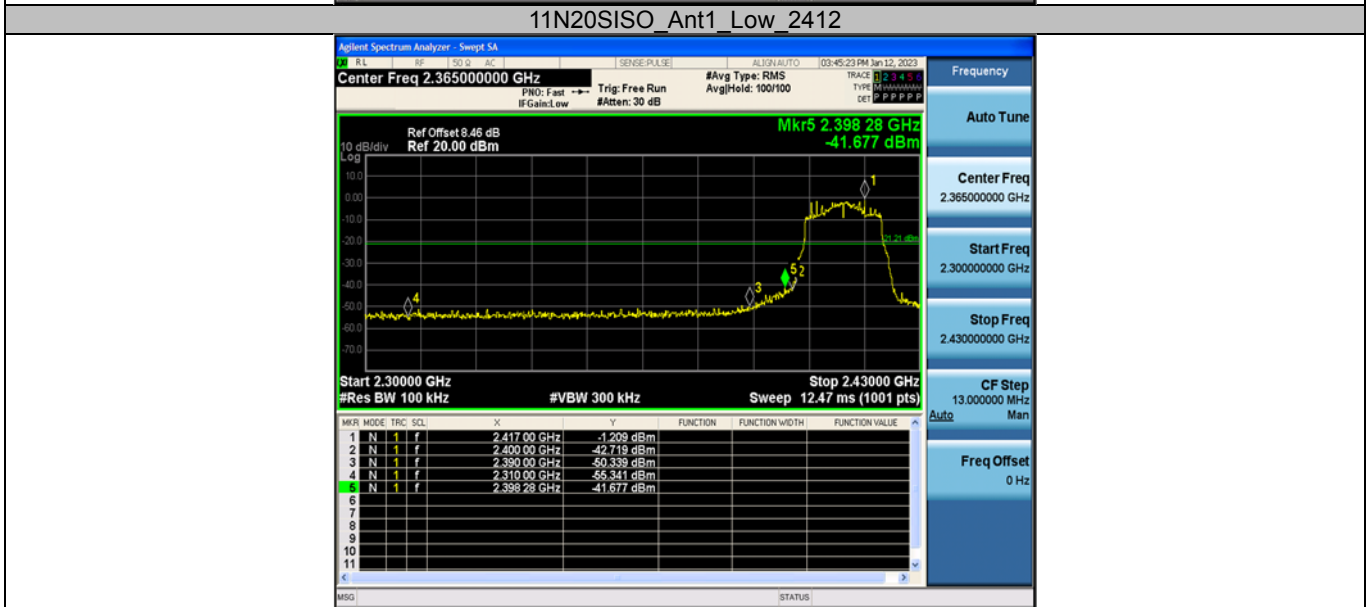 11N20SISO_Ant1_Low_2412
Agilent Spectrum Analyzer - Swept SA
RL RF 50 Ω AC SENSE:PULSE ALIGNAUTO 03:45:23 PM Jan 12, 2023
Center Freq 2.365000000 GHz
PNO: Fast
IFGain:Low
Trig: Free Run
#Atten: 30 dB
#Avg Type: RMS
Avg|Hold: 100/100
TRACE 1 2 3 4 5 6
TYPE M
DET P P P P P P
Mkr5 2.398 28 GHz
-41.677 dBm
Ref Offset 8.46 dB
10 dB/div Ref 20.00 dBm
Log
10.0
0.00
-10.0
-20.0
-30.0
-40.0
-50.0
-60.0
-70.0
1
-21.21 dBm
5 2
3
4
Start 2.30000 GHz Stop 2.43000 GHz
#Res BW 100 kHz #VBW 300 kHz Sweep 12.47 ms (1001 pts)
MKR MODE TRC SCL X Y FUNCTION FUNCTION WIDTH FUNCTION VALUE
1 N 1 f 2.417 00 GHz -1.209 dBm
2 N 1 f 2.400 00 GHz -42.719 dBm
3 N 1 f 2.390 00 GHz -50.339 dBm
4 N 1 f 2.310 00 GHz -55.341 dBm
5 N 1 f 2.398 28 GHz -41.677 dBm
6
7
8
9
10
11
MSG STATUS
Frequency
Auto Tune
Center Freq
2.365000000 GHz
Start Freq
2.300000000 GHz
Stop Freq
2.430000000 GHz
CF Step
13.000000 MHz
Auto Man
Freq Offset
0 Hz